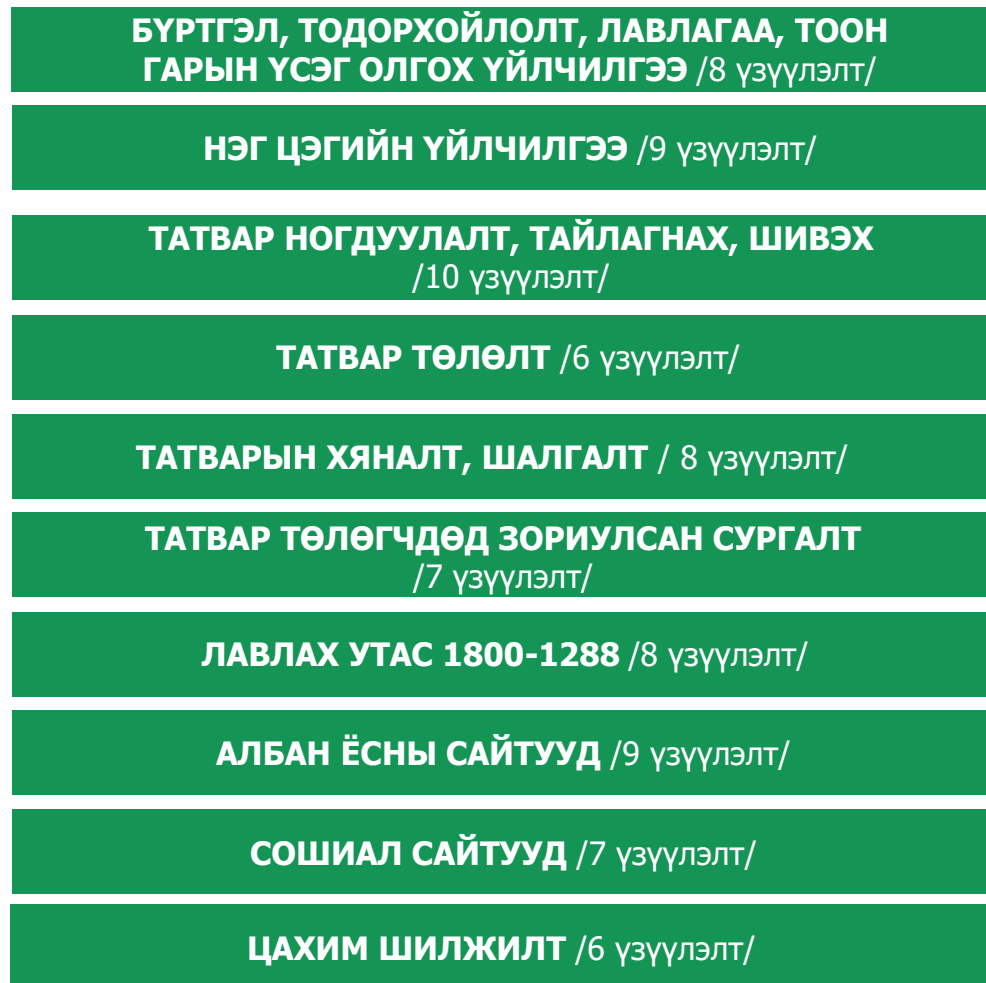 БҮРТГЭЛ, ТОДОРХОЙЛОЛТ, ЛАВЛАГАА, ТООН
ГАРЫН ҮСЭГ ОЛГОХ ҮЙЛЧИЛГЭЭ /8 үзүүлэлт/
НЭГ ЦЭГИЙН ҮЙЛЧИЛГЭЭ /9 үзүүлэлт/
ТАТВАР НОГДУУЛАЛТ, ТАЙЛАГНАХ, ШИВЭХ
/10 үзүүлэлт/
ТАТВАР ТӨЛӨЛТ /6 үзүүлэлт/
ТАТВАРЫН ХЯНАЛТ, ШАЛГАЛТ / 8 үзүүлэлт/
ТАТВАР ТӨЛӨГЧДӨД ЗОРИУЛСАН СУРГАЛТ
/7 үзүүлэлт/
ЛАВЛАХ УТАС 1800-1288 /8 үзүүлэлт/
АЛБАН ЁСНЫ САЙТУУД /9 үзүүлэлт/
СОШИАЛ САЙТУУД /7 үзүүлэлт/
ЦАХИМ ШИЛЖИЛТ /6 үзүүлэлт/